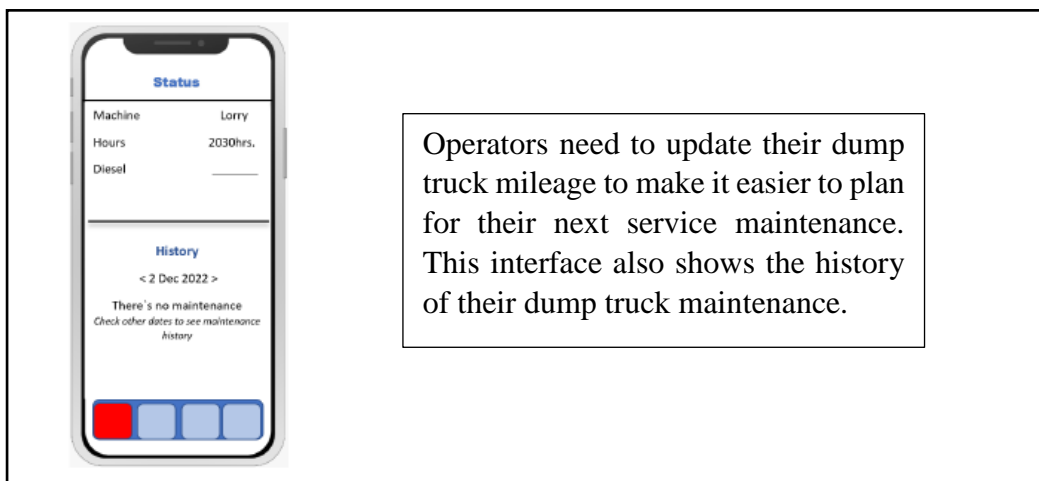 Status
Machine Lorry
Hours 2030hrs.
Diesel ______
History
< 2 Dec 2022 >
There`s no maintenance
Check other dates to see maintenance
history
Operators need to update their dump
truck mileage to make it easier to plan
for their next service maintenance.
This interface also shows the history
of their dump truck maintenance.